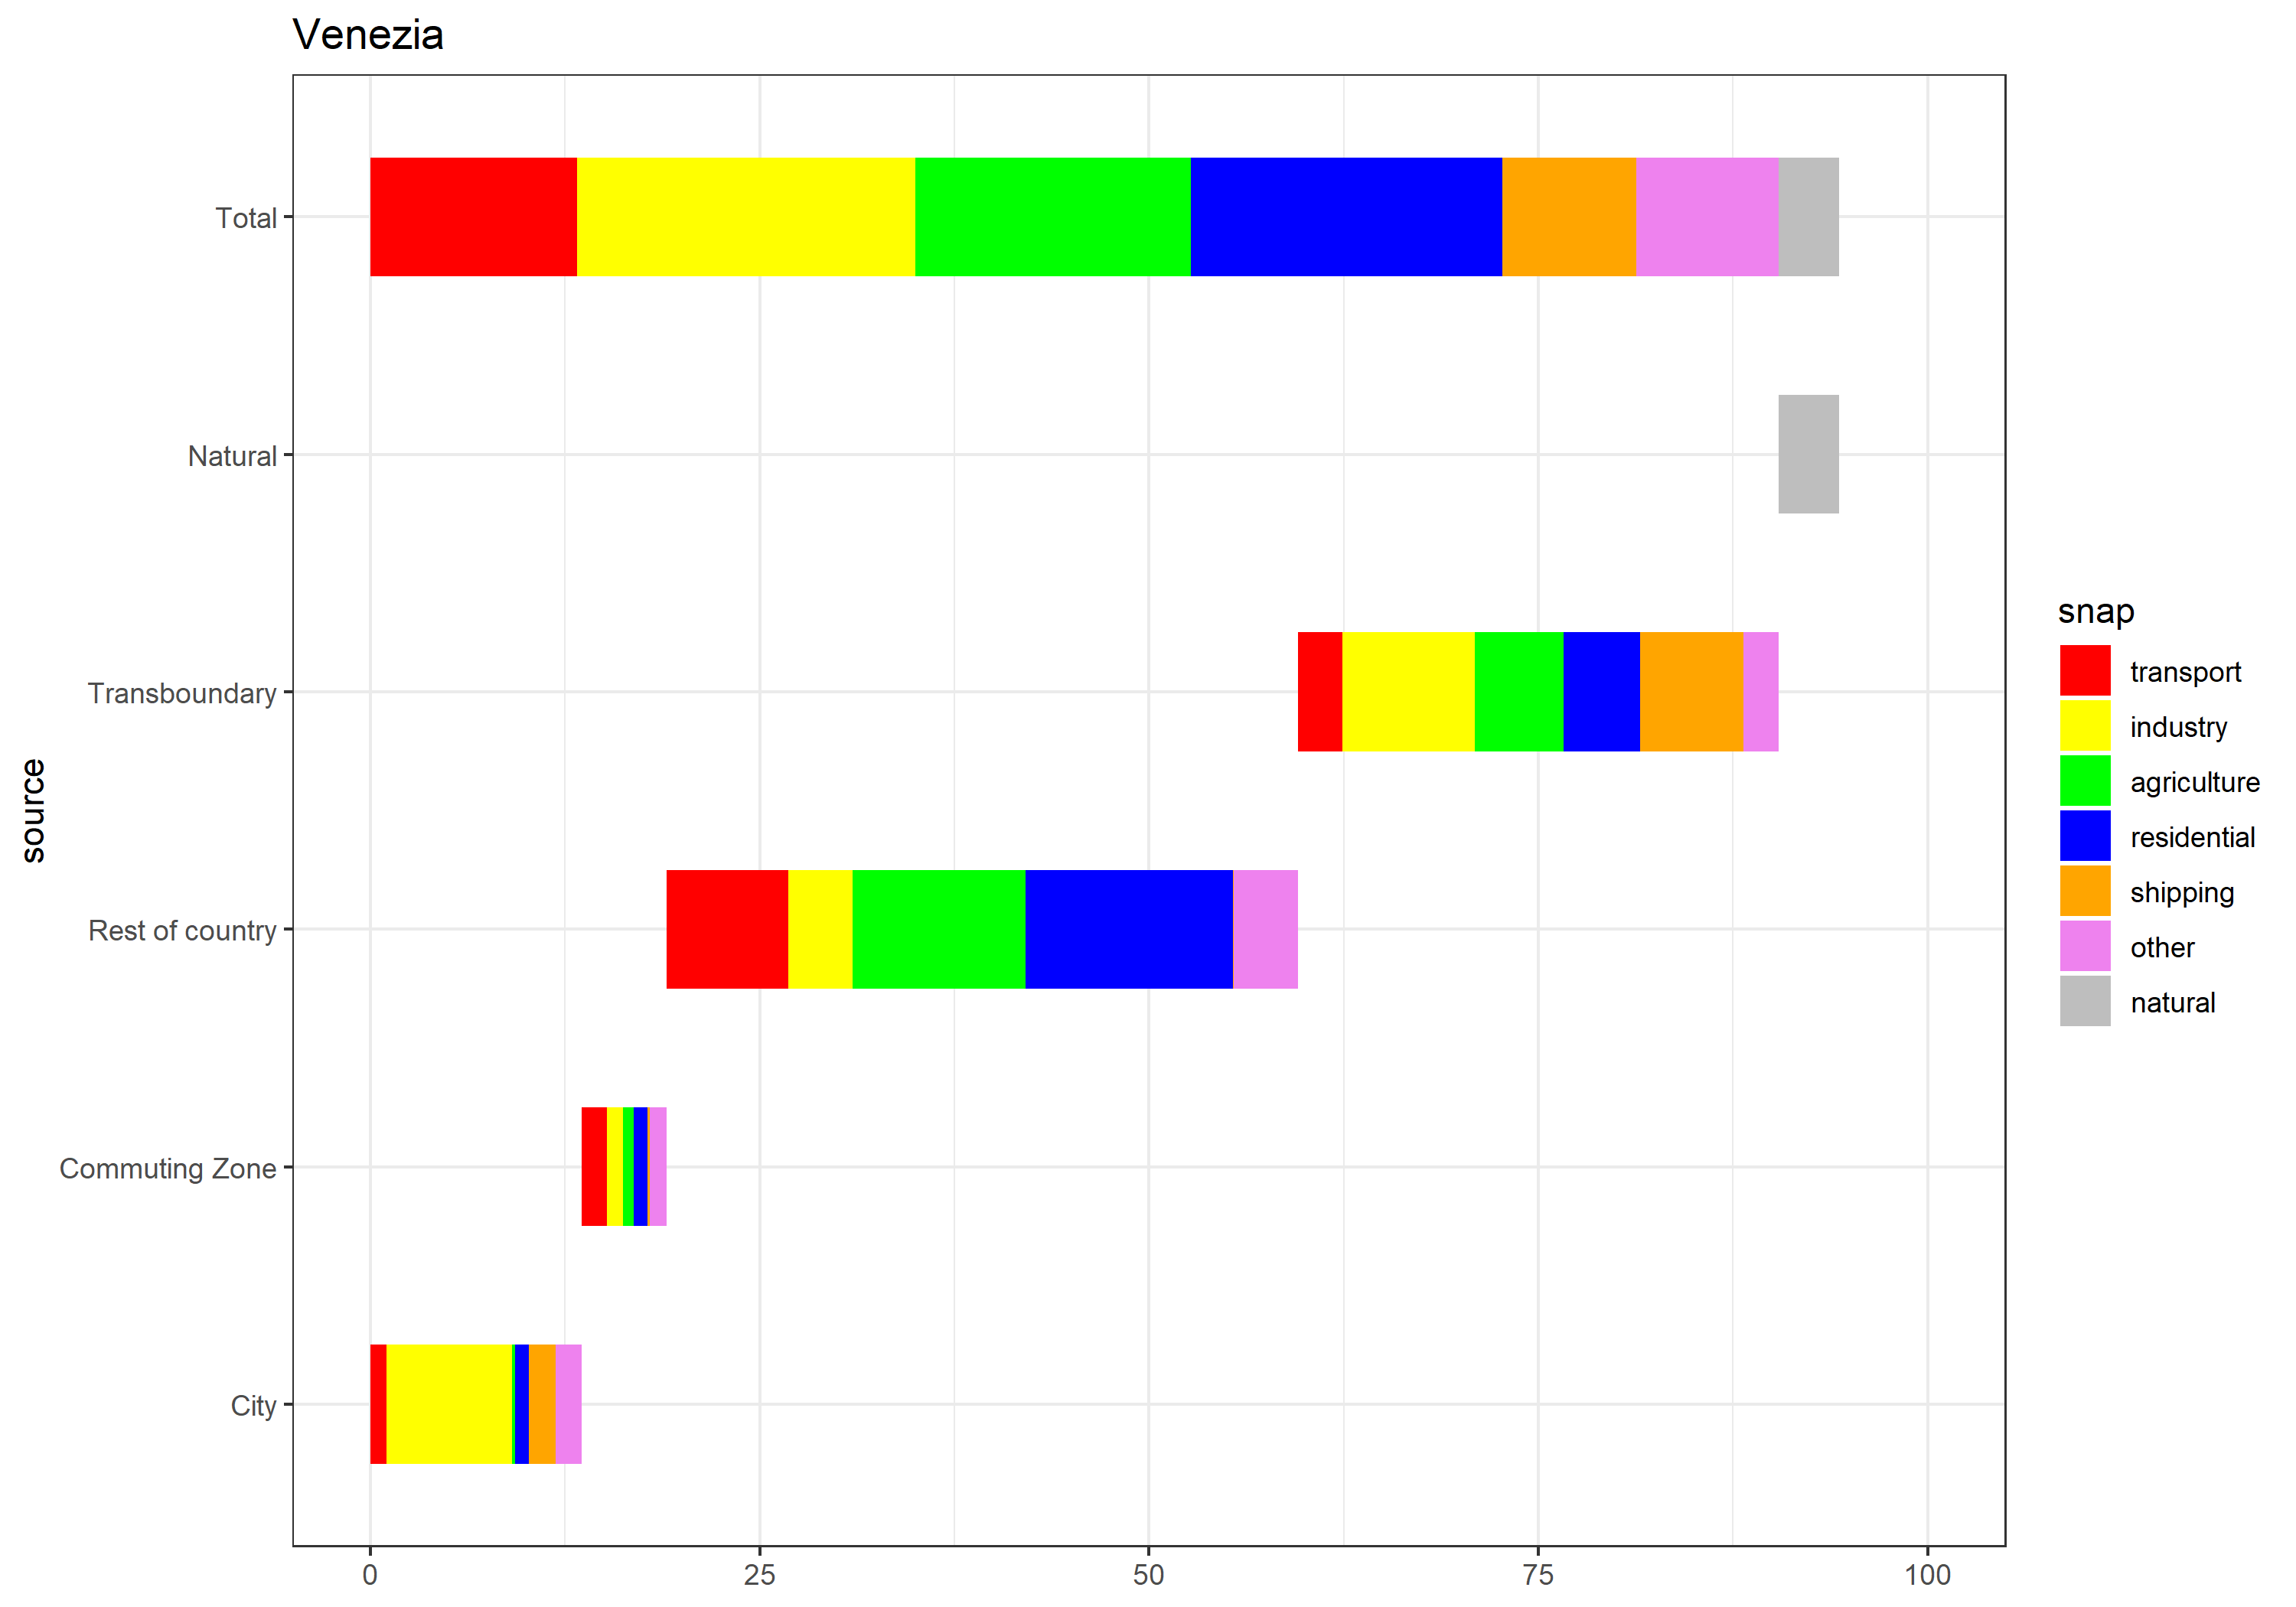 Venezia
source
Total
Natural
Transboundary
Rest of country
Commuting Zone
City
0 25 50 75 100
snap
transport
industry
agriculture
residential
shipping
other
natural